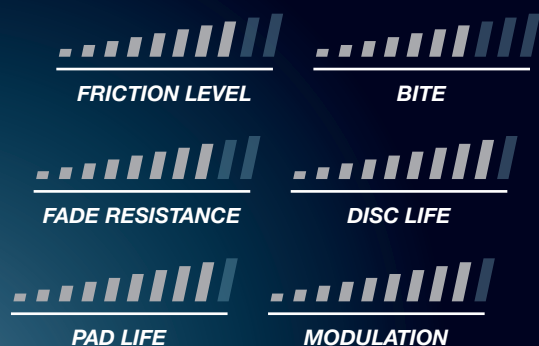 FRICTION LEVEL BITE
FADE RESISTANCE DISC LIFE
PAD LIFE MODULATION